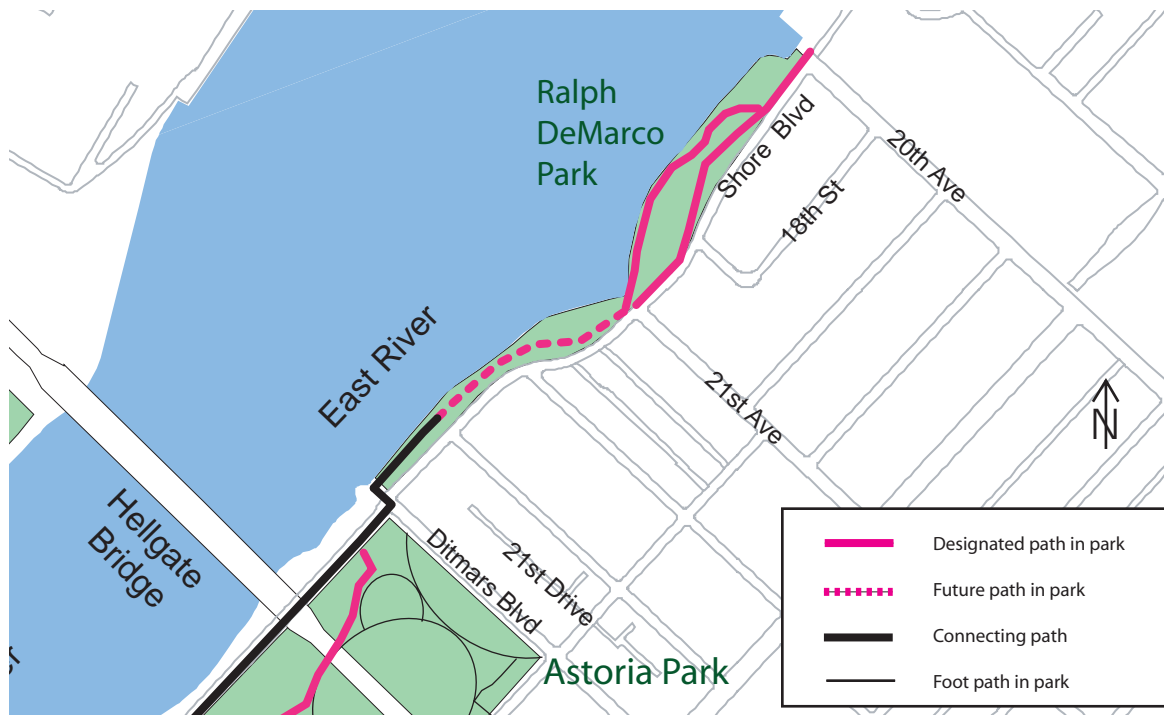 Ralph
DeMarco
Park
Shore Blvd
20th Ave
18th St
East River
21st Ave
N
Hellgate
Bridge
Ditmars Blvd
21st Drive
Astoria Park
Designated path in park
Future path in park
Connecting path
Foot path in park